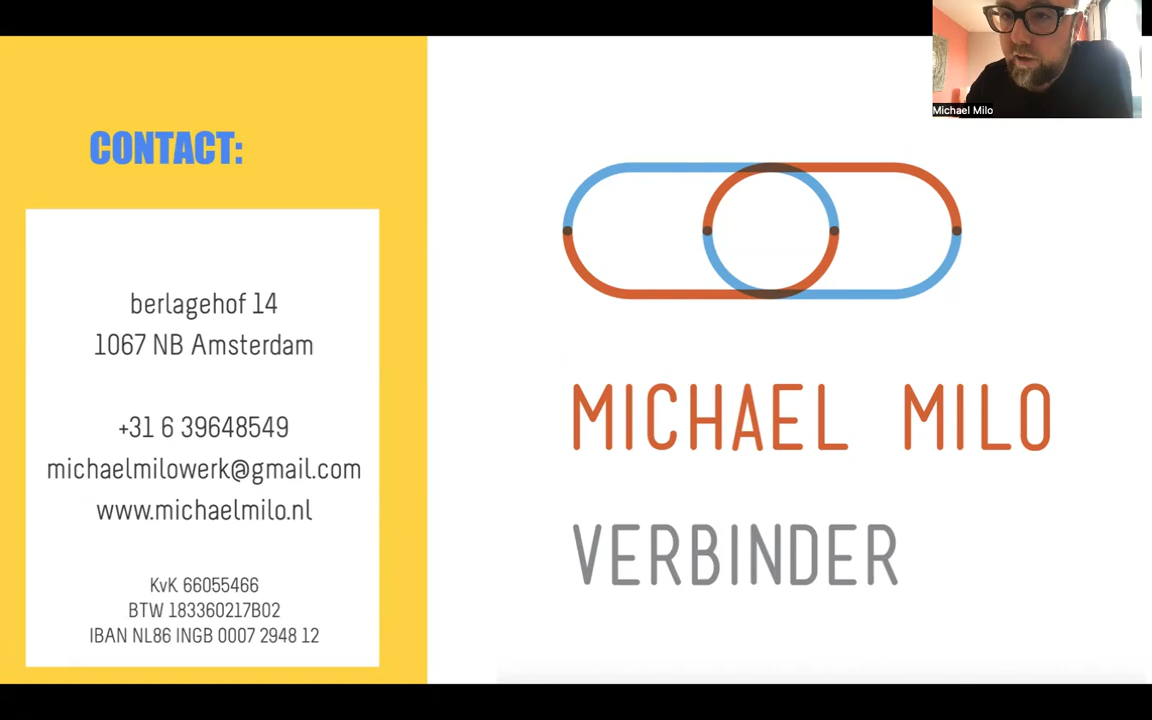 CONTACT:
berlagehof 14
1067 NB Amsterdam
+31 6 39648549
michaelmilowerk@gmail.com
www.michaelmilo.nl
KvK 66055466
BTW 183360217B02
IBAN NL86 INGB 0007 2948 12
MICHAEL MILO
VERBINDER
Michael Milo